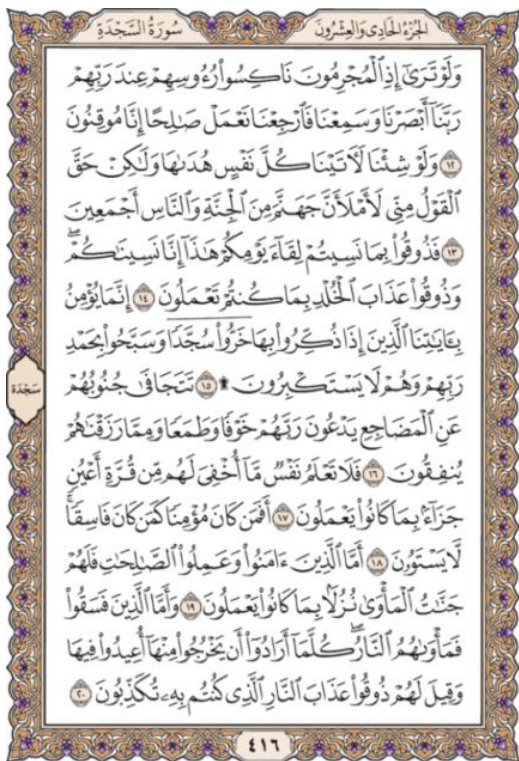 الجُزْءُ الحَادِى وَالعِشْرُونَ سُورَةُ السَّجْدَةِ
وَلَوْ تَرَىٰٓ إِذِ ٱلْمُجْرِمُونَ نَاكِسُوا۟ رُءُوسِهِمْ عِندَ رَبِّهِمْ
رَبَّنَآ أَبْصَرْنَا وَسَمِعْنَا فَٱرْجِعْنَا نَعْمَلْ صَـٰلِحًا إِنَّا مُوقِنُونَ
﴿١٢﴾ وَلَوْ شِئْنَا لَـَٔاتَيْنَا كُلَّ نَفْسٍ هُدَىٰهَا وَلَـٰكِنْ حَقَّ
ٱلْقَوْلُ مِنِّى لَأَمْلَأَنَّ جَهَنَّمَ مِنَ ٱلْجِنَّةِ وَٱلنَّاسِ أَجْمَعِينَ
﴿١٣﴾ فَذُوقُوا۟ بِمَا نَسِيتُمْ لِقَآءَ يَوْمِكُمْ هَـٰذَآ إِنَّا نَسِينَـٰكُمْ ۖ
وَذُوقُوا۟ عَذَابَ ٱلْخُلْدِ بِمَا كُنتُمْ تَعْمَلُونَ ﴿١٤﴾ إِنَّمَا يُؤْمِنُ
بِـَٔايَـٰتِنَا ٱلَّذِينَ إِذَا ذُكِّرُوا۟ بِهَا خَرُّوا۟ سُجَّدًا وَسَبَّحُوا۟ بِحَمْدِ
رَبِّهِمْ وَهُمْ لَا يَسْتَكْبِرُونَ ۩ ﴿١٥﴾ تَتَجَافَىٰ جُنُوبُهُمْ
سَجْدَة
عَنِ ٱلْمَضَاجِعِ يَدْعُونَ رَبَّهُمْ خَوْفًا وَطَمَعًا وَمِمَّا رَزَقْنَـٰهُمْ
يُنفِقُونَ ﴿١٦﴾ فَلَا تَعْلَمُ نَفْسٌ مَّآ أُخْفِىَ لَهُم مِّن قُرَّةِ أَعْيُنٍ
جَزَآءًۢ بِمَا كَانُوا۟ يَعْمَلُونَ ﴿١٧﴾ أَفَمَن كَانَ مُؤْمِنًا كَمَن كَانَ فَاسِقًا ۚ
لَّا يَسْتَوُۥنَ ﴿١٨﴾ أَمَّا ٱلَّذِينَ ءَامَنُوا۟ وَعَمِلُوا۟ ٱلصَّـٰلِحَـٰتِ فَلَهُمْ
جَنَّـٰتُ ٱلْمَأْوَىٰ نُزُلًۢا بِمَا كَانُوا۟ يَعْمَلُونَ ﴿١٩﴾ وَأَمَّا ٱلَّذِينَ فَسَقُوا۟
فَمَأْوَىٰهُمُ ٱلنَّارُ ۖ كُلَّمَآ أَرَادُوٓا۟ أَن يَخْرُجُوا۟ مِنْهَآ أُعِيدُوا۟ فِيهَا
وَقِيلَ لَهُمْ ذُوقُوا۟ عَذَابَ ٱلنَّارِ ٱلَّذِى كُنتُم بِهِۦ تُكَذِّبُونَ ﴿٢٠﴾
٤١٦